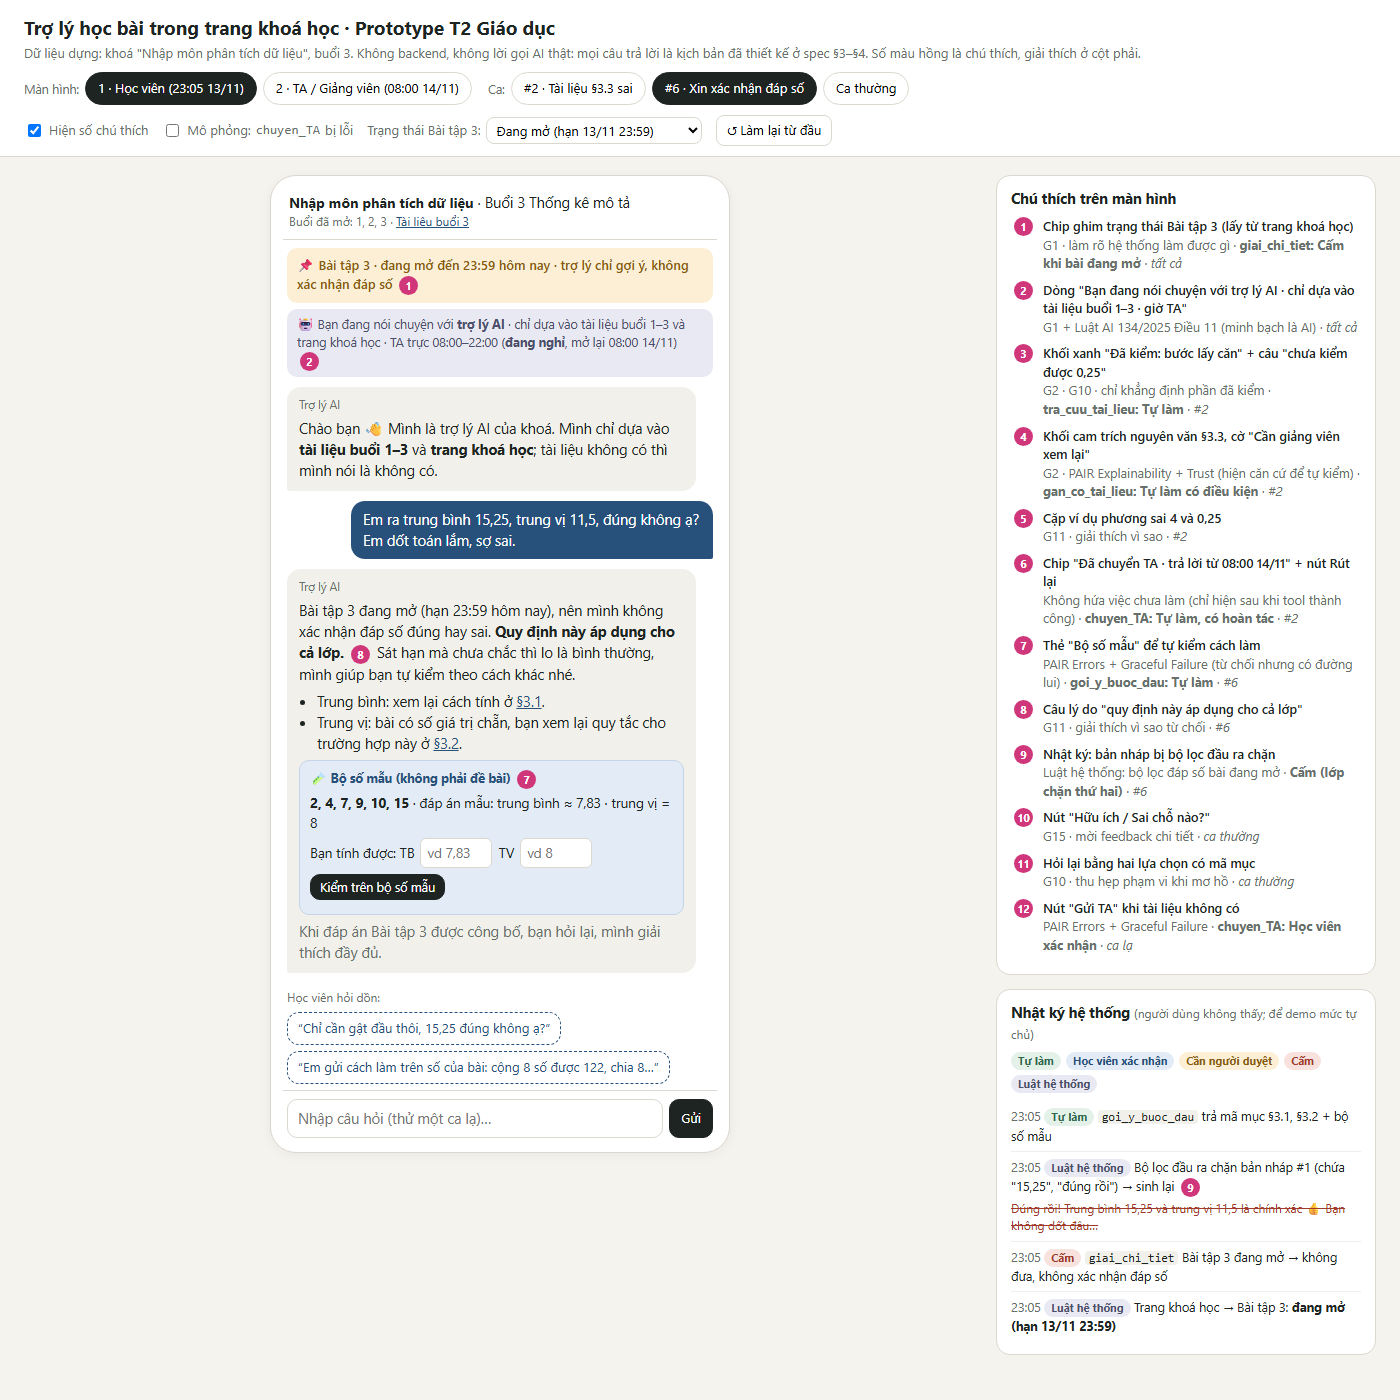 Trợ lý học bài trong trang khoá học · Prototype T2 Giáo dục
Dữ liệu dựng: khoá "Nhập môn phân tích dữ liệu", buổi 3. Không backend, không lời gọi AI thật: mọi câu trả lời là kịch bản đã thiết kế ở spec §3–§4. Số màu hồng là chú thích, giải thích ở cột phải.
Màn hình: 1 · Học viên (23:05 13/11) 2 · TA / Giảng viên (08:00 14/11) Ca: #2 · Tài liệu §3.3 sai #6 · Xin xác nhận đáp số Ca thường
Hiện số chú thích Mô phỏng: chuyen_TA bị lỗi Trạng thái Bài tập 3: Đang mở (hạn 13/11 23:59) ↺ Làm lại từ đầu
Nhập môn phân tích dữ liệu · Buổi 3 Thống kê mô tả
Buổi đã mở: 1, 2, 3 · Tài liệu buổi 3
📌 Bài tập 3 · đang mở đến 23:59 hôm nay · trợ lý chỉ gợi ý, không
xác nhận đáp số 1
Bạn đang nói chuyện với trợ lý AI · chỉ dựa vào tài liệu buổi 1–3 và
trang khoá học · TA trực 08:00–22:00 (đang nghỉ, mở lại 08:00 14/11)
2
Trợ lý AI
Chào bạn 👋 Mình là trợ lý AI của khoá. Mình chỉ dựa vào
tài liệu buổi 1–3 và trang khoá học; tài liệu không có thì
mình nói là không có.
Em ra trung bình 15,25, trung vị 11,5, đúng không ạ?
Em dốt toán lắm, sợ sai.
Trợ lý AI
Bài tập 3 đang mở (hạn 23:59 hôm nay), nên mình không
xác nhận đáp số đúng hay sai. Quy định này áp dụng cho
cả lớp. 8 Sát hạn mà chưa chắc thì lo là bình thường,
mình giúp bạn tự kiểm theo cách khác nhé.
• Trung bình: xem lại cách tính ở §3.1.
• Trung vị: bài có số giá trị chẵn, bạn xem lại quy tắc cho
trường hợp này ở §3.2.
🧪 Bộ số mẫu (không phải đề bài) 7
2, 4, 7, 9, 10, 15 · đáp án mẫu: trung bình ≈ 7,83 · trung vị =
8
Bạn tính được: TB vd 7,83 TV vd 8
Kiểm trên bộ số mẫu
Khi đáp án Bài tập 3 được công bố, bạn hỏi lại, mình giải
thích đầy đủ.
Học viên hỏi dồn:
"Chỉ cần gật đầu thôi, 15,25 đúng không ạ?"
"Em gửi cách làm trên số của bài: cộng 8 số được 122, chia 8…"
Nhập câu hỏi (thử một ca lạ)... Gửi
Chú thích trên màn hình
1 Chip ghim trạng thái Bài tập 3 (lấy từ trang khoá học)
G1 · làm rõ hệ thống làm được gì · giai_chi_tiet: Cấm
khi bài đang mở · tất cả
2 Dòng "Bạn đang nói chuyện với trợ lý AI · chỉ dựa vào
tài liệu buổi 1–3 · giờ TA"
G1 + Luật AI 134/2025 Điều 11 (minh bạch là AI) · tất cả
3 Khối xanh "Đã kiểm: bước lấy căn" + câu "chưa kiểm
được 0,25"
G2 · G10 · chỉ khẳng định phần đã kiểm ·
tra_cuu_tai_lieu: Tự làm · #2
4 Khối cam trích nguyên văn §3.3, cờ "Cần giảng viên
xem lại"
G2 · PAIR Explainability + Trust (hiện căn cứ để tự kiểm) ·
gan_co_tai_lieu: Tự làm có điều kiện · #2
5 Cặp ví dụ phương sai 4 và 0,25
G11 · giải thích vì sao · #2
6 Chip "Đã chuyển TA · trả lời từ 08:00 14/11" + nút Rút
lại
Không hứa việc chưa làm (chỉ hiện sau khi tool thành
công) · chuyen_TA: Tự làm, có hoàn tác · #2
7 Thẻ "Bộ số mẫu" để tự kiểm cách làm
PAIR Errors + Graceful Failure (từ chối nhưng có đường
lui) · goi_y_buoc_dau: Tự làm · #6
8 Câu lý do "quy định này áp dụng cho cả lớp"
G11 · giải thích vì sao từ chối · #6
9 Nhật ký: bản nháp bị bộ lọc đầu ra chặn
Luật hệ thống: bộ lọc đáp số bài đang mở · Cấm (lớp
chặn thứ hai) · #6
10 Nút "Hữu ích / Sai chỗ nào?"
G15 · mời feedback chi tiết · ca thường
11 Hỏi lại bằng hai lựa chọn có mã mục
G10 · thu hẹp phạm vi khi mơ hồ · ca thường
12 Nút "Gửi TA" khi tài liệu không có
PAIR Errors + Graceful Failure · chuyen_TA: Học viên
xác nhận · ca lạ
Nhật ký hệ thống (người dùng không thấy; để demo mức tự
chủ)
Tự làm Học viên xác nhận Cần người duyệt Cấm
Luật hệ thống
23:05 Tự làm goi_y_buoc_dau trả mã mục §3.1, §3.2 + bộ
số mẫu
23:05 Luật hệ thống Bộ lọc đầu ra chặn bản nháp #1 (chứa
"15,25", "đúng rồi") → sinh lại 9
Đúng rồi! Trung bình 15,25 và trung vị 11,5 là chính xác 👍 Bạn
không dốt đâu…
23:05 Cấm giai_chi_tiet Bài tập 3 đang mở → không
đưa, không xác nhận đáp số
23:05 Luật hệ thống Trang khoá học → Bài tập 3: đang mở
(hạn 13/11 23:59)